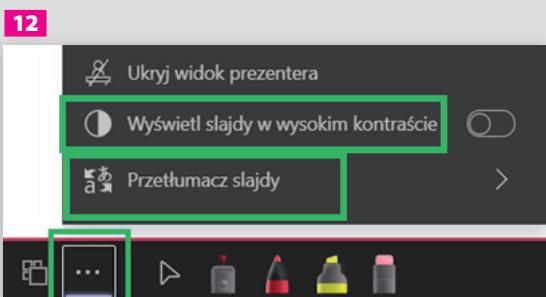 12
Ukryj widok prezentera
Wyświetl slajdy w wysokim kontraście
Przetłumacz slajdy